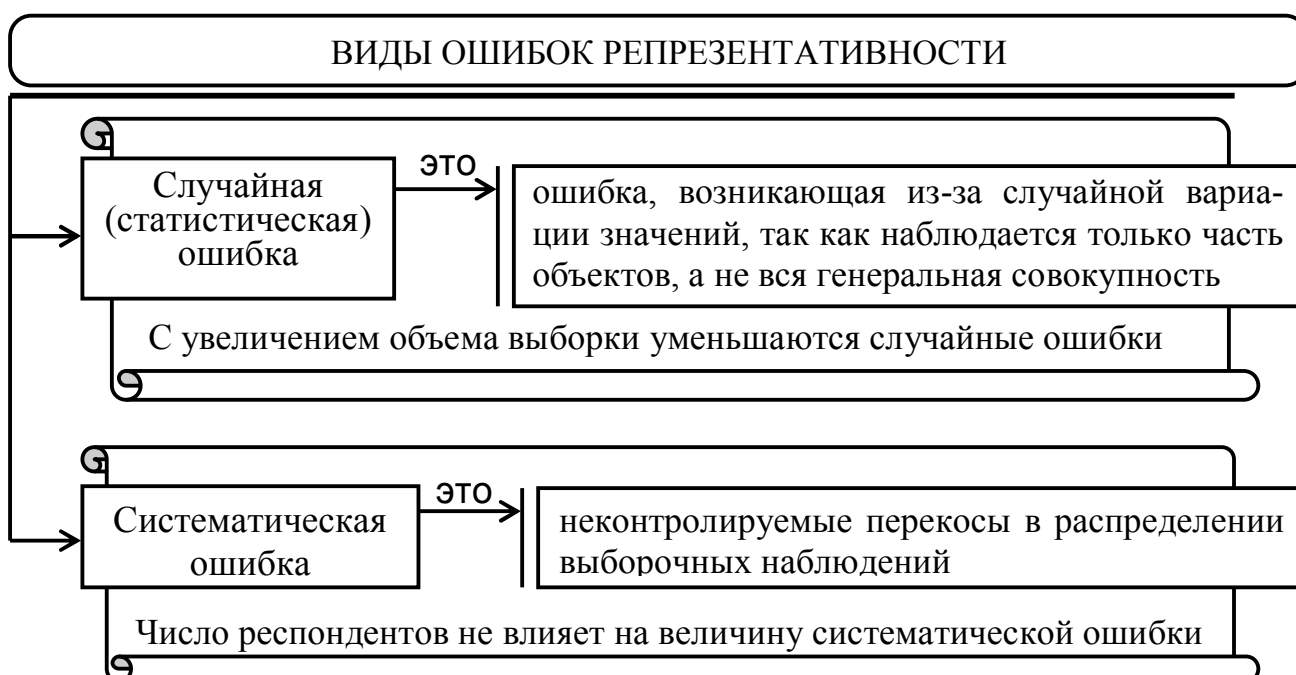 ВИДЫ ОШИБОК РЕПРЕЗЕНТАТИВНОСТИ
Случайная
(статистическая)
ошибка
это
ошибка, возникающая из-за случайной вариа-
ции значений, так как наблюдается только часть
объектов, а не вся генеральная совокупность
С увеличением объема выборки уменьшаются случайные ошибки
Систематическая
ошибка
это
неконтролируемые перекосы в распределении
выборочных наблюдений
Число респондентов не влияет на величину систематической ошибки